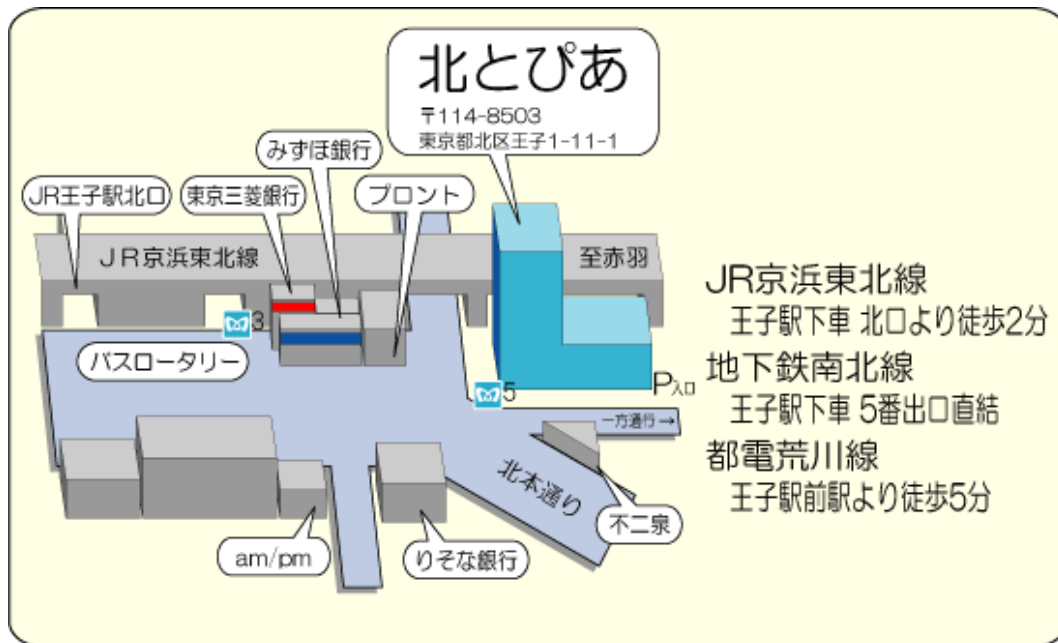 北とぴあ
〒114-8503
東京都北区王子1-11-1
みずほ銀行
JR王子駅北口
東京三菱銀行
プロント
JR京浜東北線
至赤羽
3
バスロータリー
5
P入口
一方通行→
北本通り
不二泉
am/pm
りそな銀行
JR京浜東北線
王子駅下車 北口より徒歩2分
地下鉄南北線
王子駅下車 5番出口直結
都電荒川線
王子駅前駅より徒歩5分